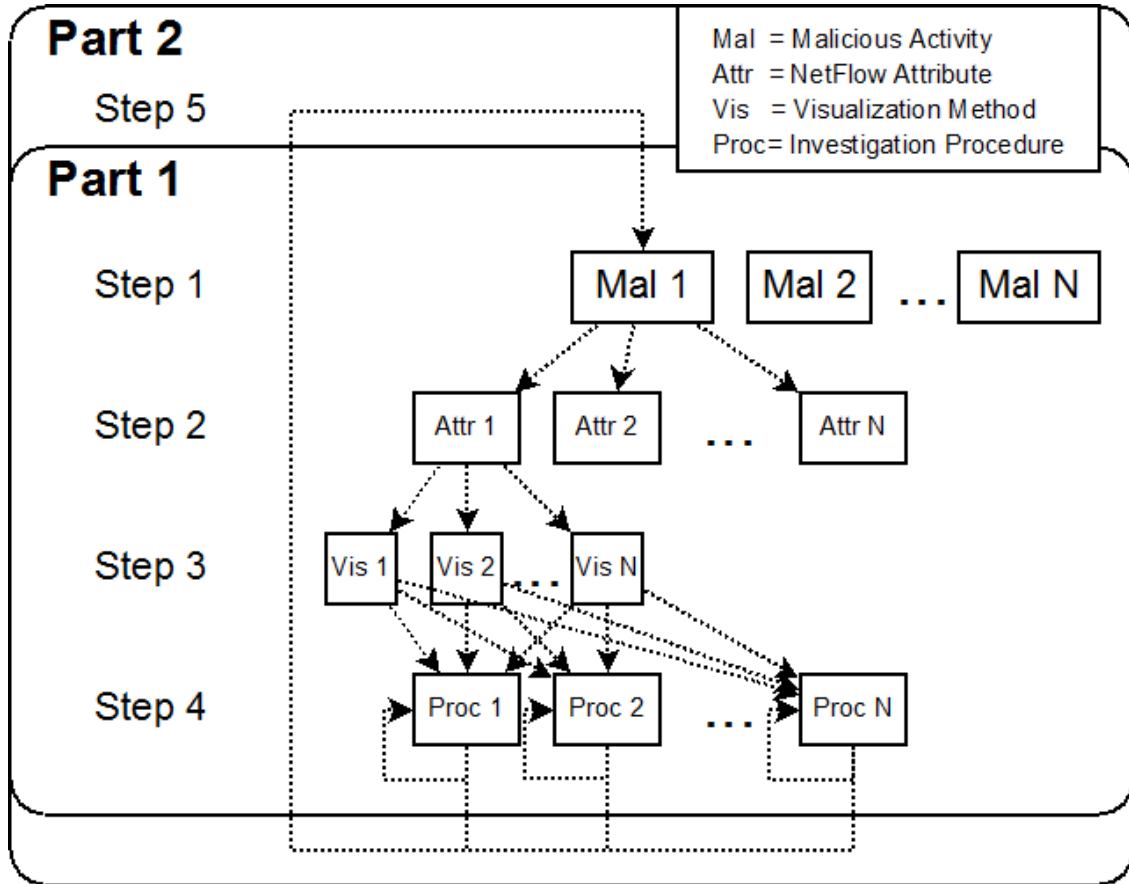 Part 2
Mal = Malicious Activity
Attr = NetFlow Attribute
Vis = Visualization Method
Proc= Investigation Procedure
Step 5
Part 1
Step 1
Mal 1
Mal 2
...
Mal N
Step 2
Attr 1
Attr 2
...
Attr N
Step 3
Vis 1
Vis 2
...
Vis N
Step 4
Proc 1
Proc 2
...
Proc N